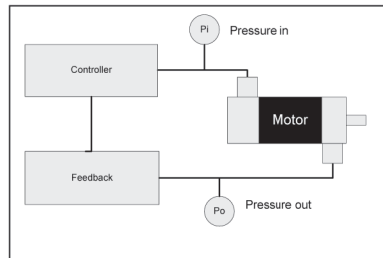 Pi
Pressure in
Controller
Motor
Feedback
Po
Pressure out